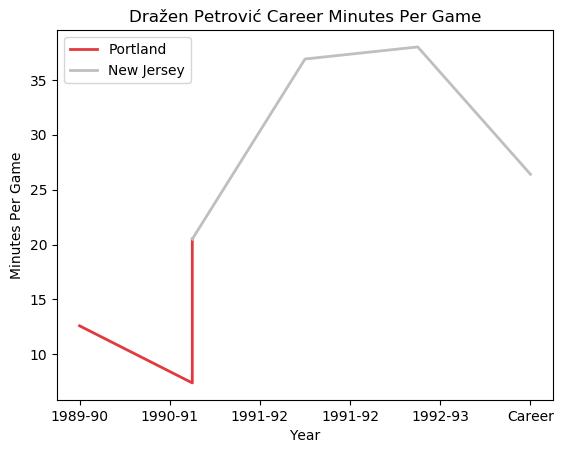 Dražen Petrović Career Minutes Per Game
Portland
New Jersey
Minutes Per Game
35
30
25
20
15
10
1989-90 1990-91 1991-92 1991-92 1992-93 Career
Year